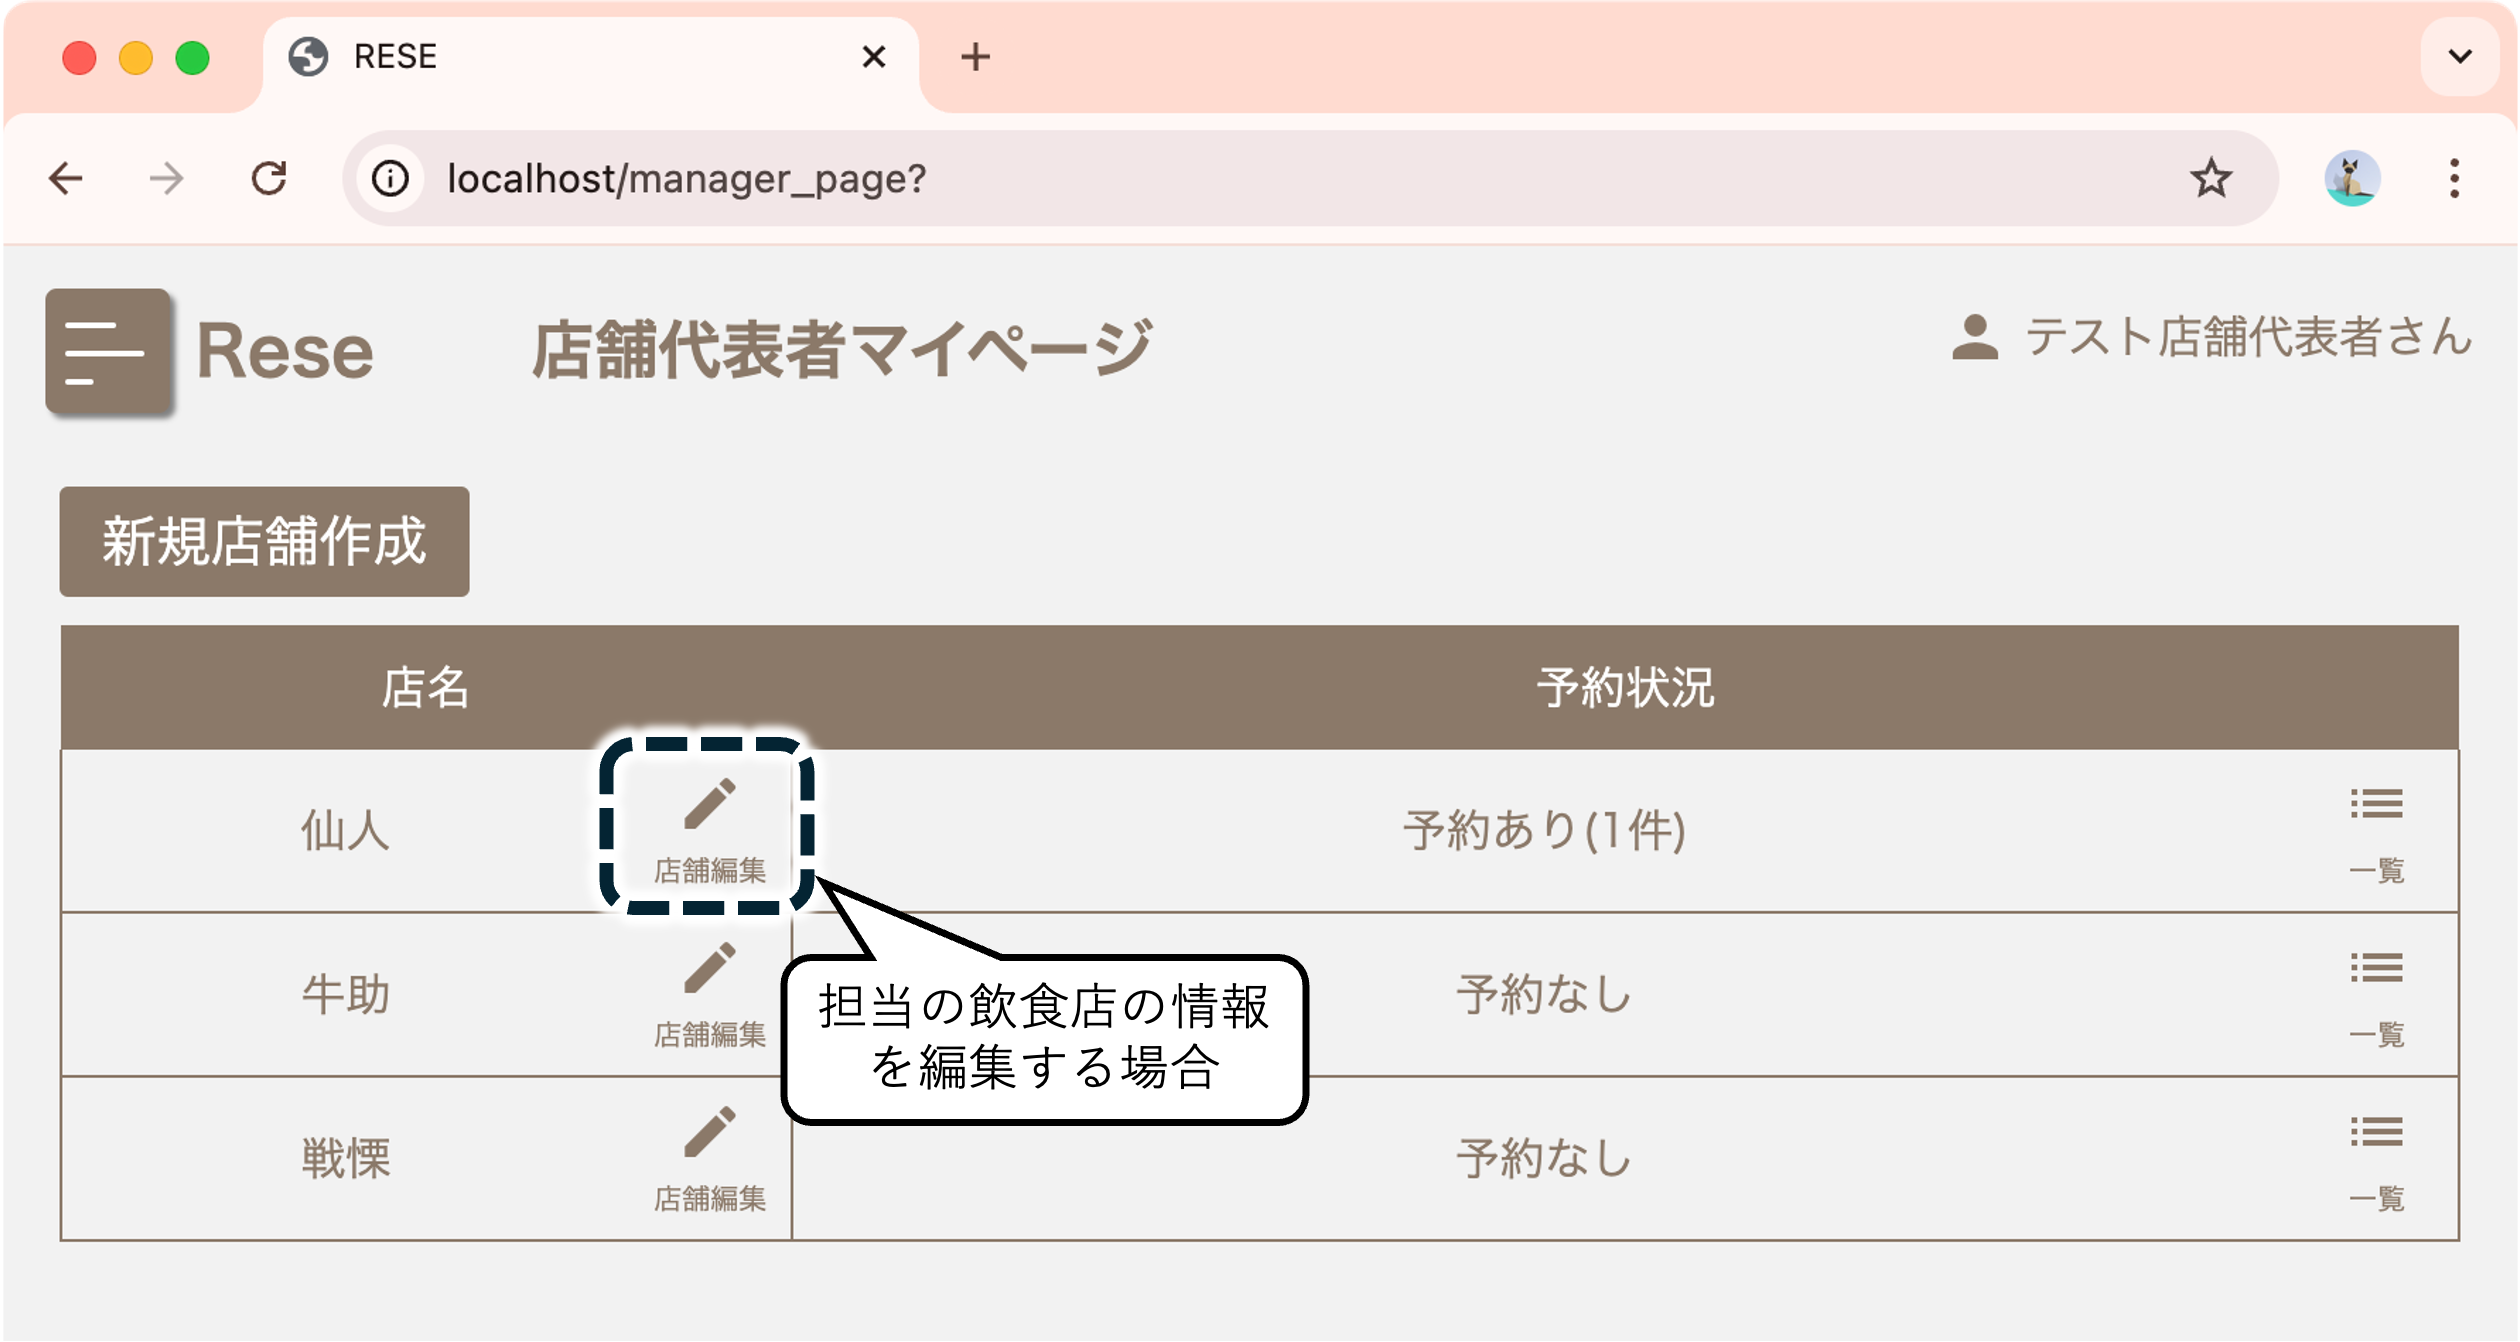 RESE
localhost/manager_page?
Rese
店舗代表者マイページ
テスト店舗代表者さん
新規店舗作成
店名
予約状況
仙人
店舗編集
予約あり(1件)
一覧
担当の飲食店の情報
を編集する場合
牛助
店舗編集
予約なし
一覧
戦慄
店舗編集
予約なし
一覧